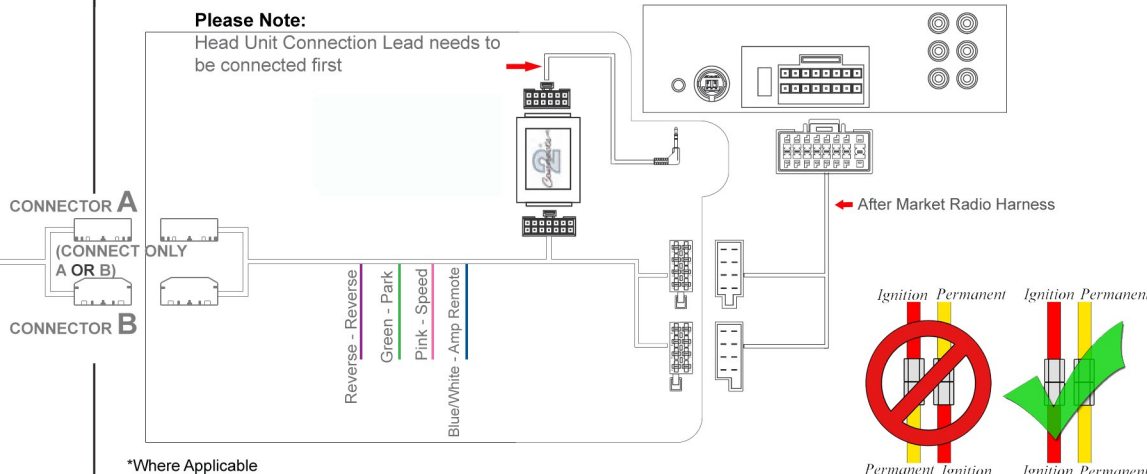 Please Note:
Head Unit Connection Lead needs to
be connected first
Connects2
After Market Radio Harness
CONNECTOR A
(CONNECT ONLY
A OR B)
CONNECTOR B
Reverse - Reverse
Green - Park
Pink - Speed
Blue/White - Amp Remote
Ignition Permanent
Ignition Permanent
Permanent Ignition
Ignition Permanent
*Where Applicable